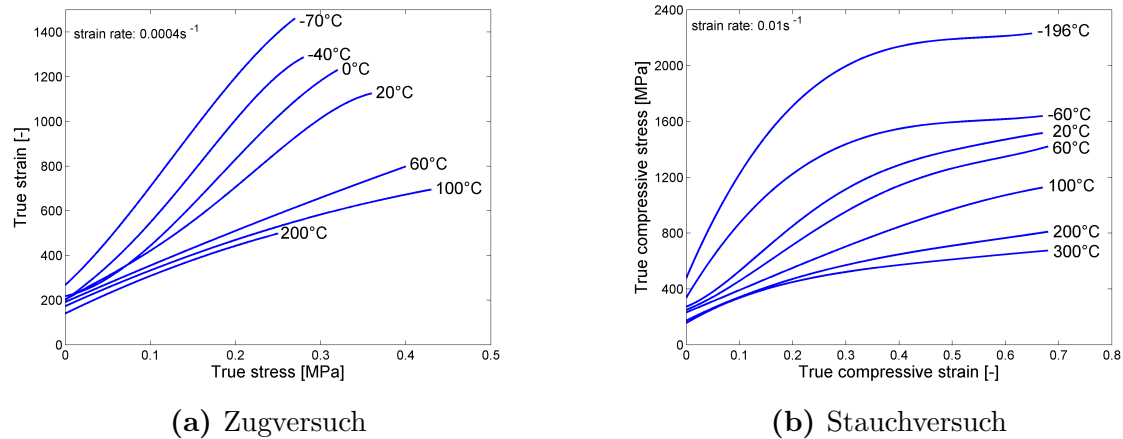 strain rate: 0.0004s⁻¹
True strain [-]
1400
1200
1000
800
600
400
200
0
-70°C
-40°C
0°C
20°C
60°C
100°C
200°C
0 0.1 0.2 0.3 0.4 0.5
True stress [MPa]
(a) Zugversuch
strain rate: 0.01s⁻¹
True compressive stress [MPa]
2400
2000
1600
1200
800
400
0
-196°C
-60°C
20°C
60°C
100°C
200°C
300°C
0 0.1 0.2 0.3 0.4 0.5 0.6 0.7 0.8
True compressive strain [-]
(b) Stauchversuch